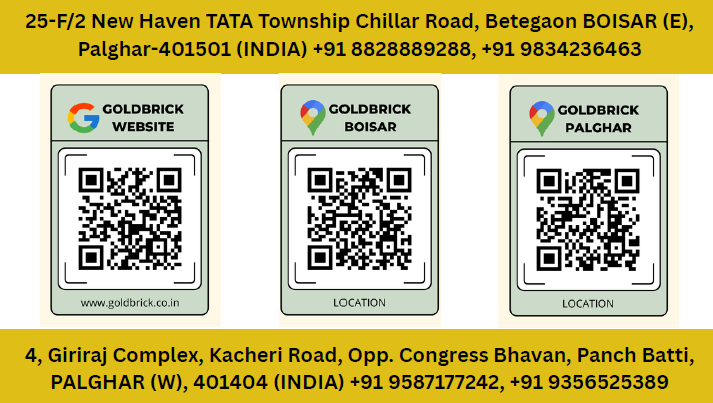 25-F/2 New Haven TATA Township Chillar Road, Betegaon BOISAR (E),
Palghar-401501 (INDIA) +91 8828889288, +91 9834236463
GOLDBRICK
WEBSITE
www.goldbrick.co.in
GOLDBRICK
BOISAR
LOCATION
GOLDBRICK
PALGHAR
LOCATION
4, Giriraj Complex, Kacheri Road, Opp. Congress Bhavan, Panch Batti,
PALGHAR (W), 401404 (INDIA) +91 9587177242, +91 9356525389